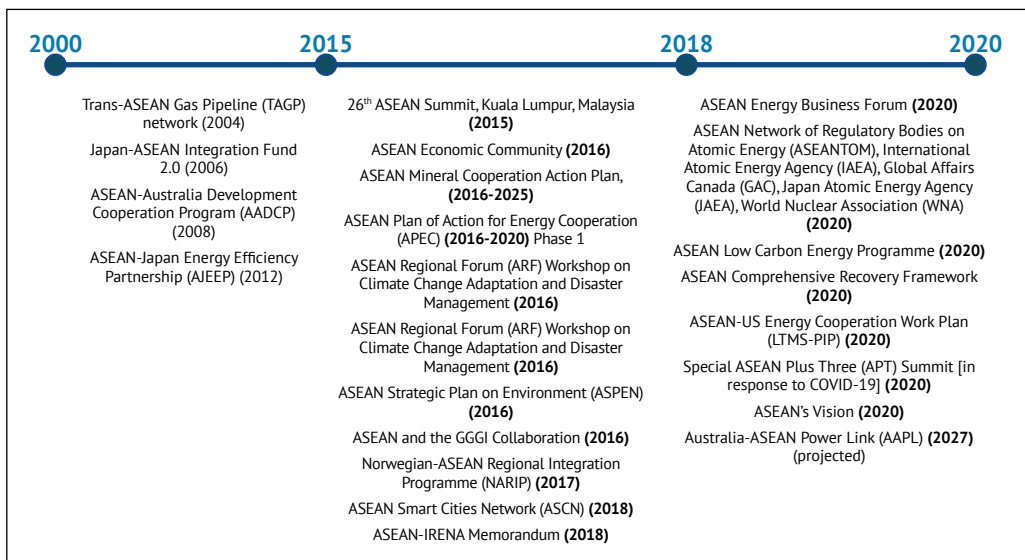 2000
2015
2018
2020
Trans-ASEAN Gas Pipeline (TAGP)
network (2004)
Japan-ASEAN Integration Fund
2.0 (2006)
ASEAN-Australia Development
Cooperation Program (AADCP)
(2008)
ASEAN-Japan Energy Efficiency
Partnership (AJEEP) (2012)
26th ASEAN Summit, Kuala Lumpur, Malaysia
(2015)
ASEAN Economic Community (2016)
ASEAN Mineral Cooperation Action Plan,
(2016-2025)
ASEAN Plan of Action for Energy Cooperation
(APEC) (2016-2020) Phase 1
ASEAN Regional Forum (ARF) Workshop on
Climate Change Adaptation and Disaster
Management (2016)
ASEAN Regional Forum (ARF) Workshop on
Climate Change Adaptation and Disaster
Management (2016)
ASEAN Strategic Plan on Environment (ASPEN)
(2016)
ASEAN and the GGGI Collaboration (2016)
Norwegian-ASEAN Regional Integration
Programme (NARIP) (2017)
ASEAN Smart Cities Network (ASCN) (2018)
ASEAN-IRENA Memorandum (2018)
ASEAN Energy Business Forum (2020)
ASEAN Network of Regulatory Bodies on
Atomic Energy (ASEANTOM), International
Atomic Energy Agency (IAEA), Global Affairs
Canada (GAC), Japan Atomic Energy Agency
(JAEA), World Nuclear Association (WNA)
(2020)
ASEAN Low Carbon Energy Programme (2020)
ASEAN Comprehensive Recovery Framework
(2020)
ASEAN-US Energy Cooperation Work Plan
(LTMS-PIP) (2020)
Special ASEAN Plus Three (APT) Summit [in
response to COVID-19] (2020)
ASEAN's Vision (2020)
Australia-ASEAN Power Link (AAPL) (2027)
(projected)